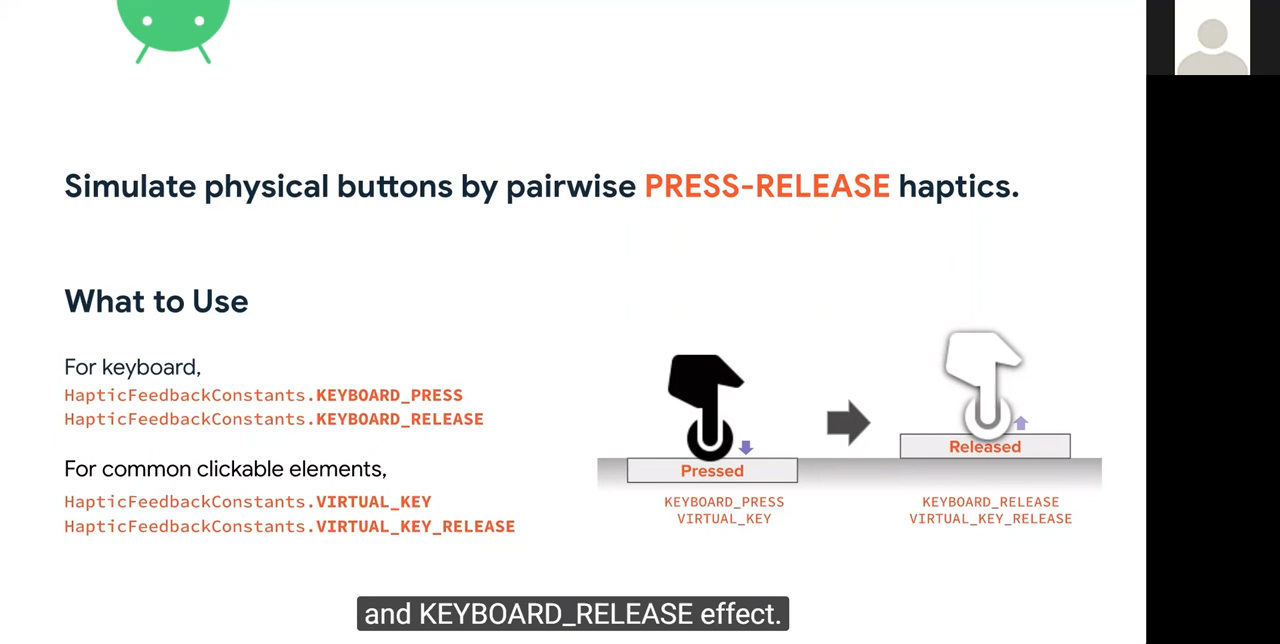 Simulate physical buttons by pairwise PRESS-RELEASE haptics.
What to Use
For keyboard,
HapticFeedbackConstants.KEYBOARD_PRESS
HapticFeedbackConstants.KEYBOARD_RELEASE
For common clickable elements,
HapticFeedbackConstants.VIRTUAL_KEY
HapticFeedbackConstants.VIRTUAL_KEY_RELEASE
Pressed
KEYBOARD_PRESS
VIRTUAL_KEY
Released
KEYBOARD_RELEASE
VIRTUAL_KEY_RELEASE
and KEYBOARD_RELEASE effect.